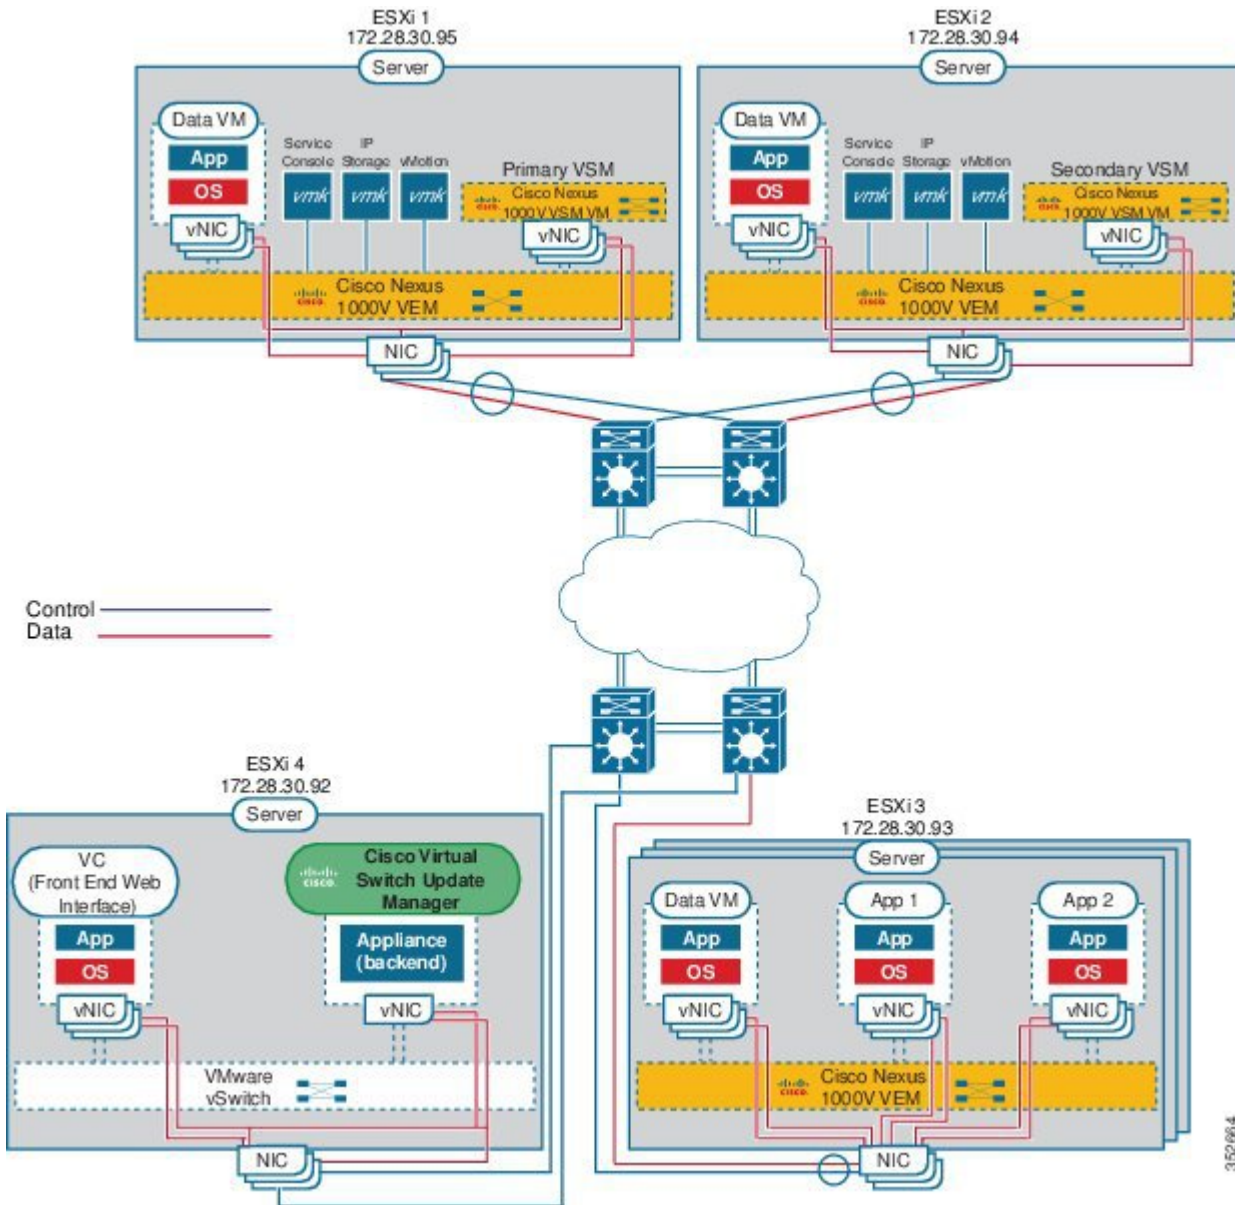 ESXi 1
172.28.30.95
Server
Data VM
App
OS
vNIC
Service
Console
vmk
IP
Storage
vmk
vMotion
vmk
Primary VSM
CISCO.
Cisco Nexus
1000V VSM VM
vNIC
CISCO.
Cisco Nexus
1000V VEM
NIC
ESXi 2
172.28.30.94
Server
Data VM
App
OS
vNIC
Service
Console
vmk
IP
Storage
vmk
vMotion
vmk
Secondary VSM
CISCO.
Cisco Nexus
1000V VSM VM
vNIC
CISCO.
Cisco Nexus
1000V VEM
NIC
Control
Data
ESXi 4
172.28.30.92
Server
VC
(Front End Web
Interface)
App
OS
vNIC
CISCO.
Cisco Virtual
Switch Update
Manager
Appliance
(backend)
vNIC
VMware
vSwitch
NIC
ESXi 3
172.28.30.93
Server
Data VM
App
OS
vNIC
App 1
App
OS
vNIC
App 2
App
OS
vNIC
CISCO.
Cisco Nexus
1000V VEM
NIC
352664